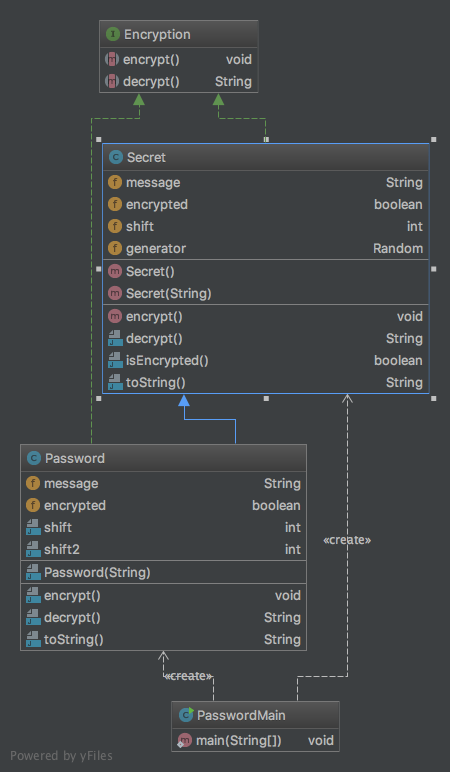 Encryption
encrypt() void
decrypt() String
Secret
message String
encrypted boolean
shift int
generator Random
Secret()
Secret(String)
encrypt() void
decrypt() String
isEncrypted() boolean
toString() String
Password
message String
encrypted boolean
shift int
shift2 int
«create»
Password(String)
encrypt() void
decrypt() String
toString() String
«create»
PasswordMain
main(String[]) void
Powered by yFiles